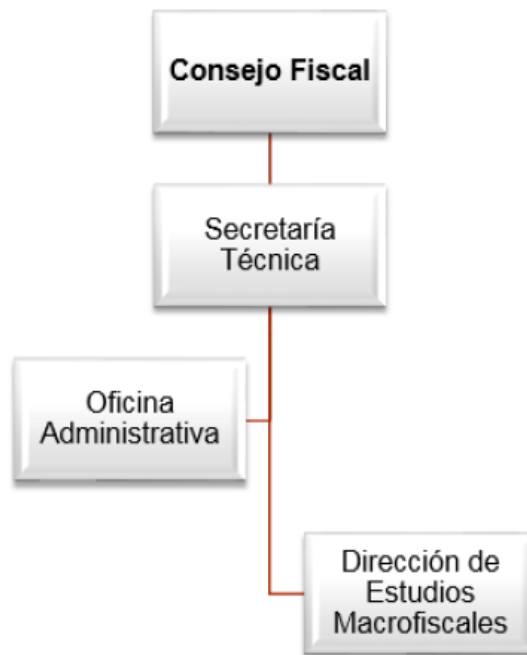 Consejo Fiscal
Secretaría
Técnica
Oficina
Administrativa
Dirección de
Estudios
Macrofiscales